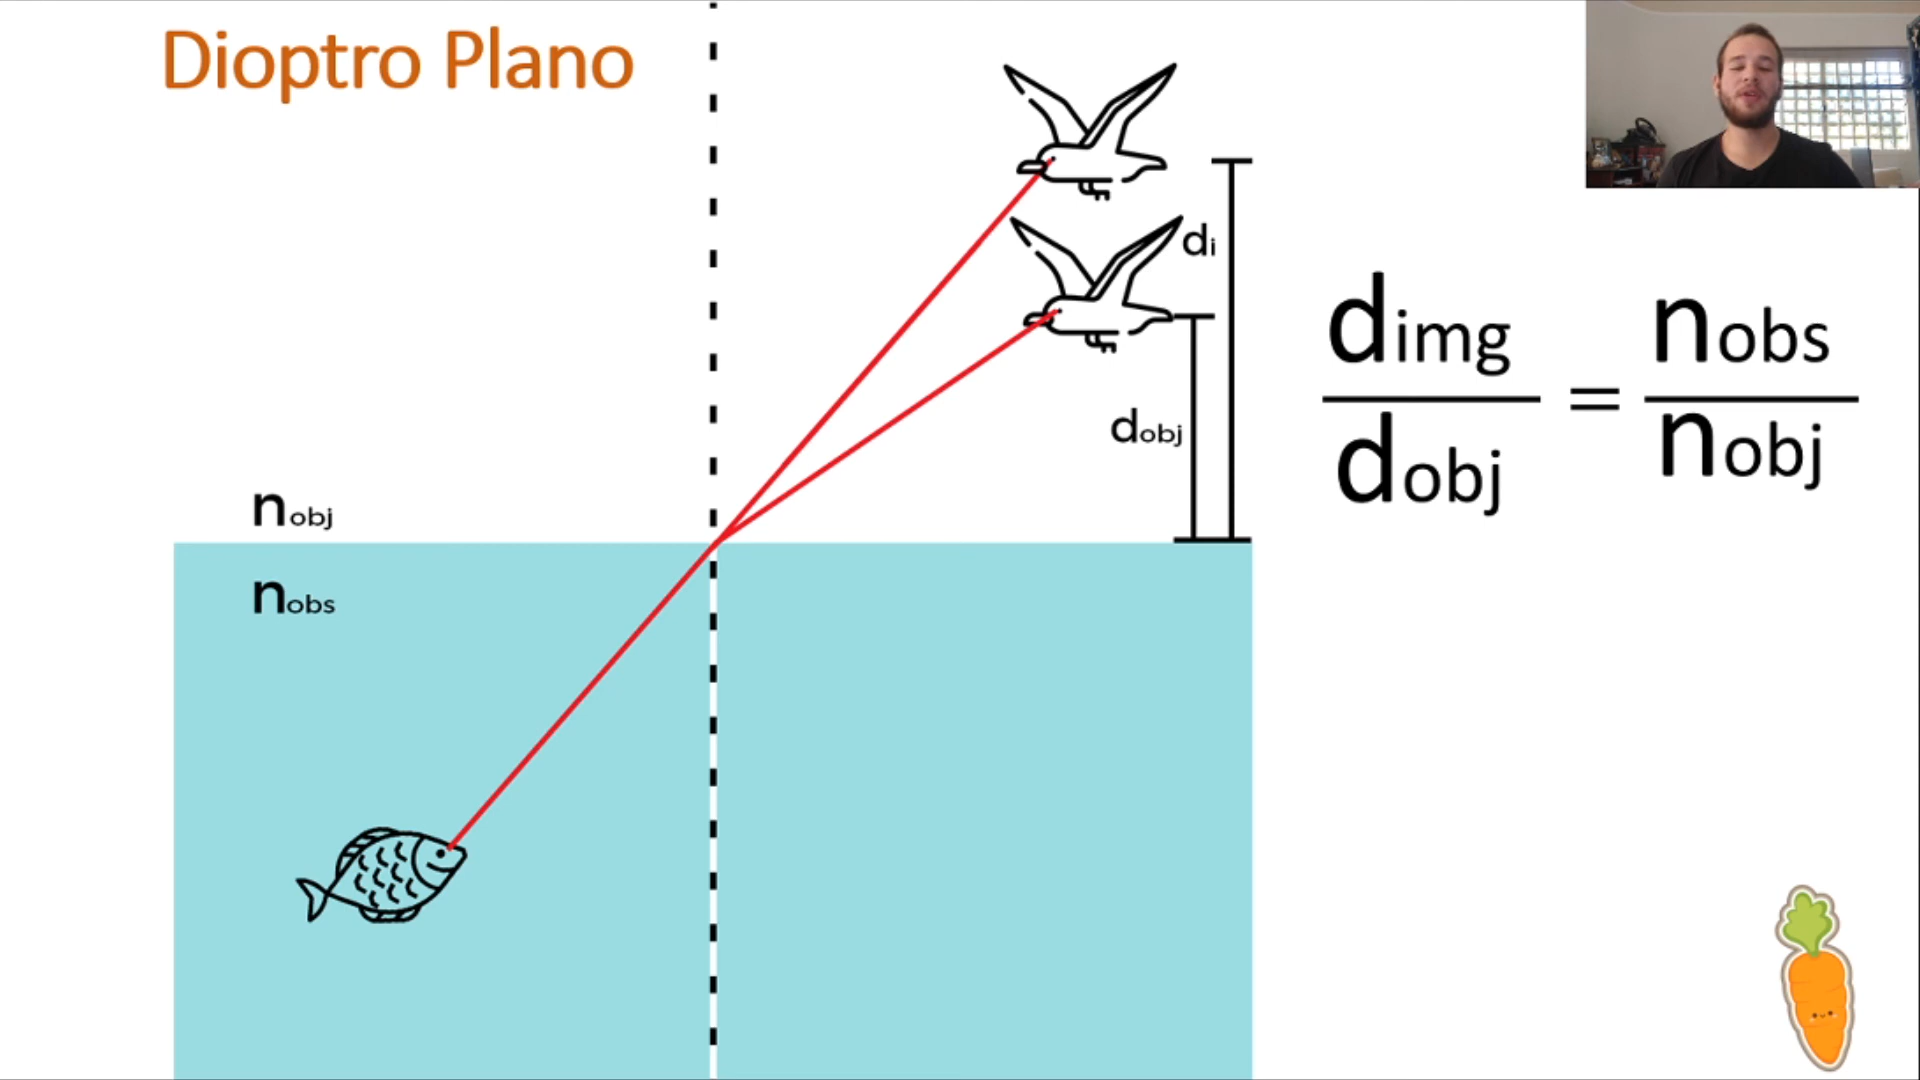 Dioptro Plano
di
dobj
nobj
nobs
dimg / dobj = nobs / nobj